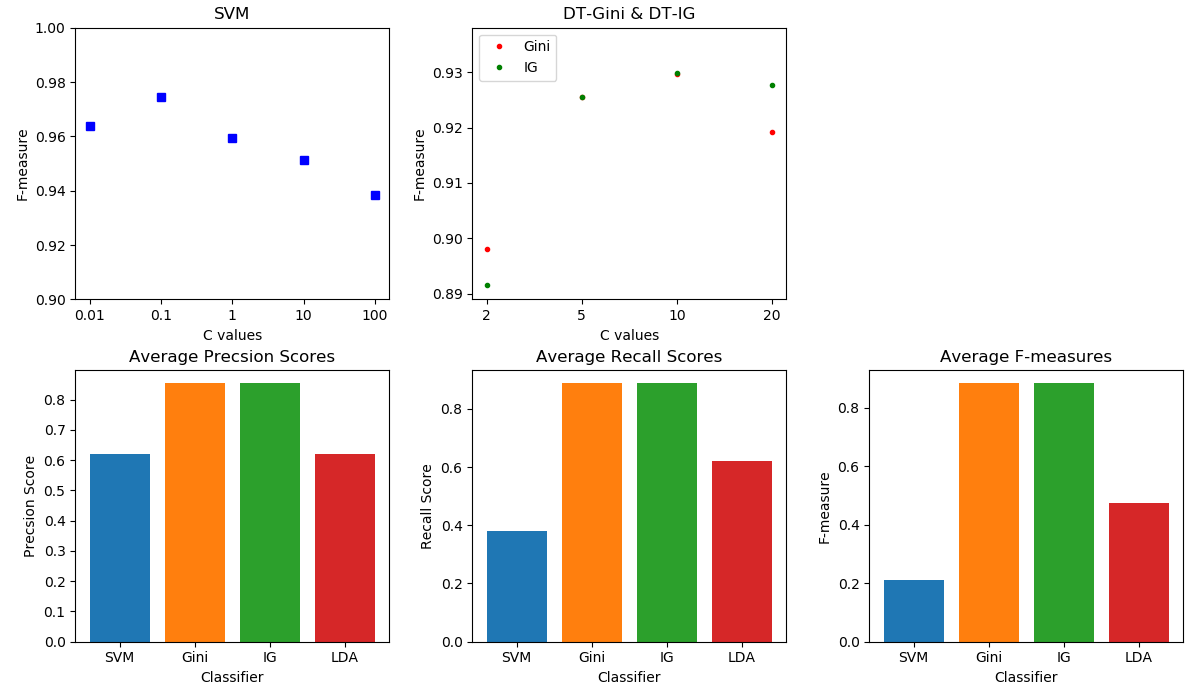 SVM
1.00
0.98
0.96
0.94
0.92
0.90
F-measure
0.01 0.1 1 10 100
C values
DT-Gini & DT-IG
Gini
IG
0.93
0.92
0.91
0.90
0.89
F-measure
2 5 10 20
C values
Average Precsion Scores
0.8
0.7
0.6
0.5
0.4
0.3
0.2
0.1
0.0
Precsion Score
SVM Gini IG LDA
Classifier
Average Recall Scores
0.8
0.6
0.4
0.2
0.0
Recall Score
SVM Gini IG LDA
Classifier
Average F-measures
0.8
0.6
0.4
0.2
0.0
F-measure
SVM Gini IG LDA
Classifier